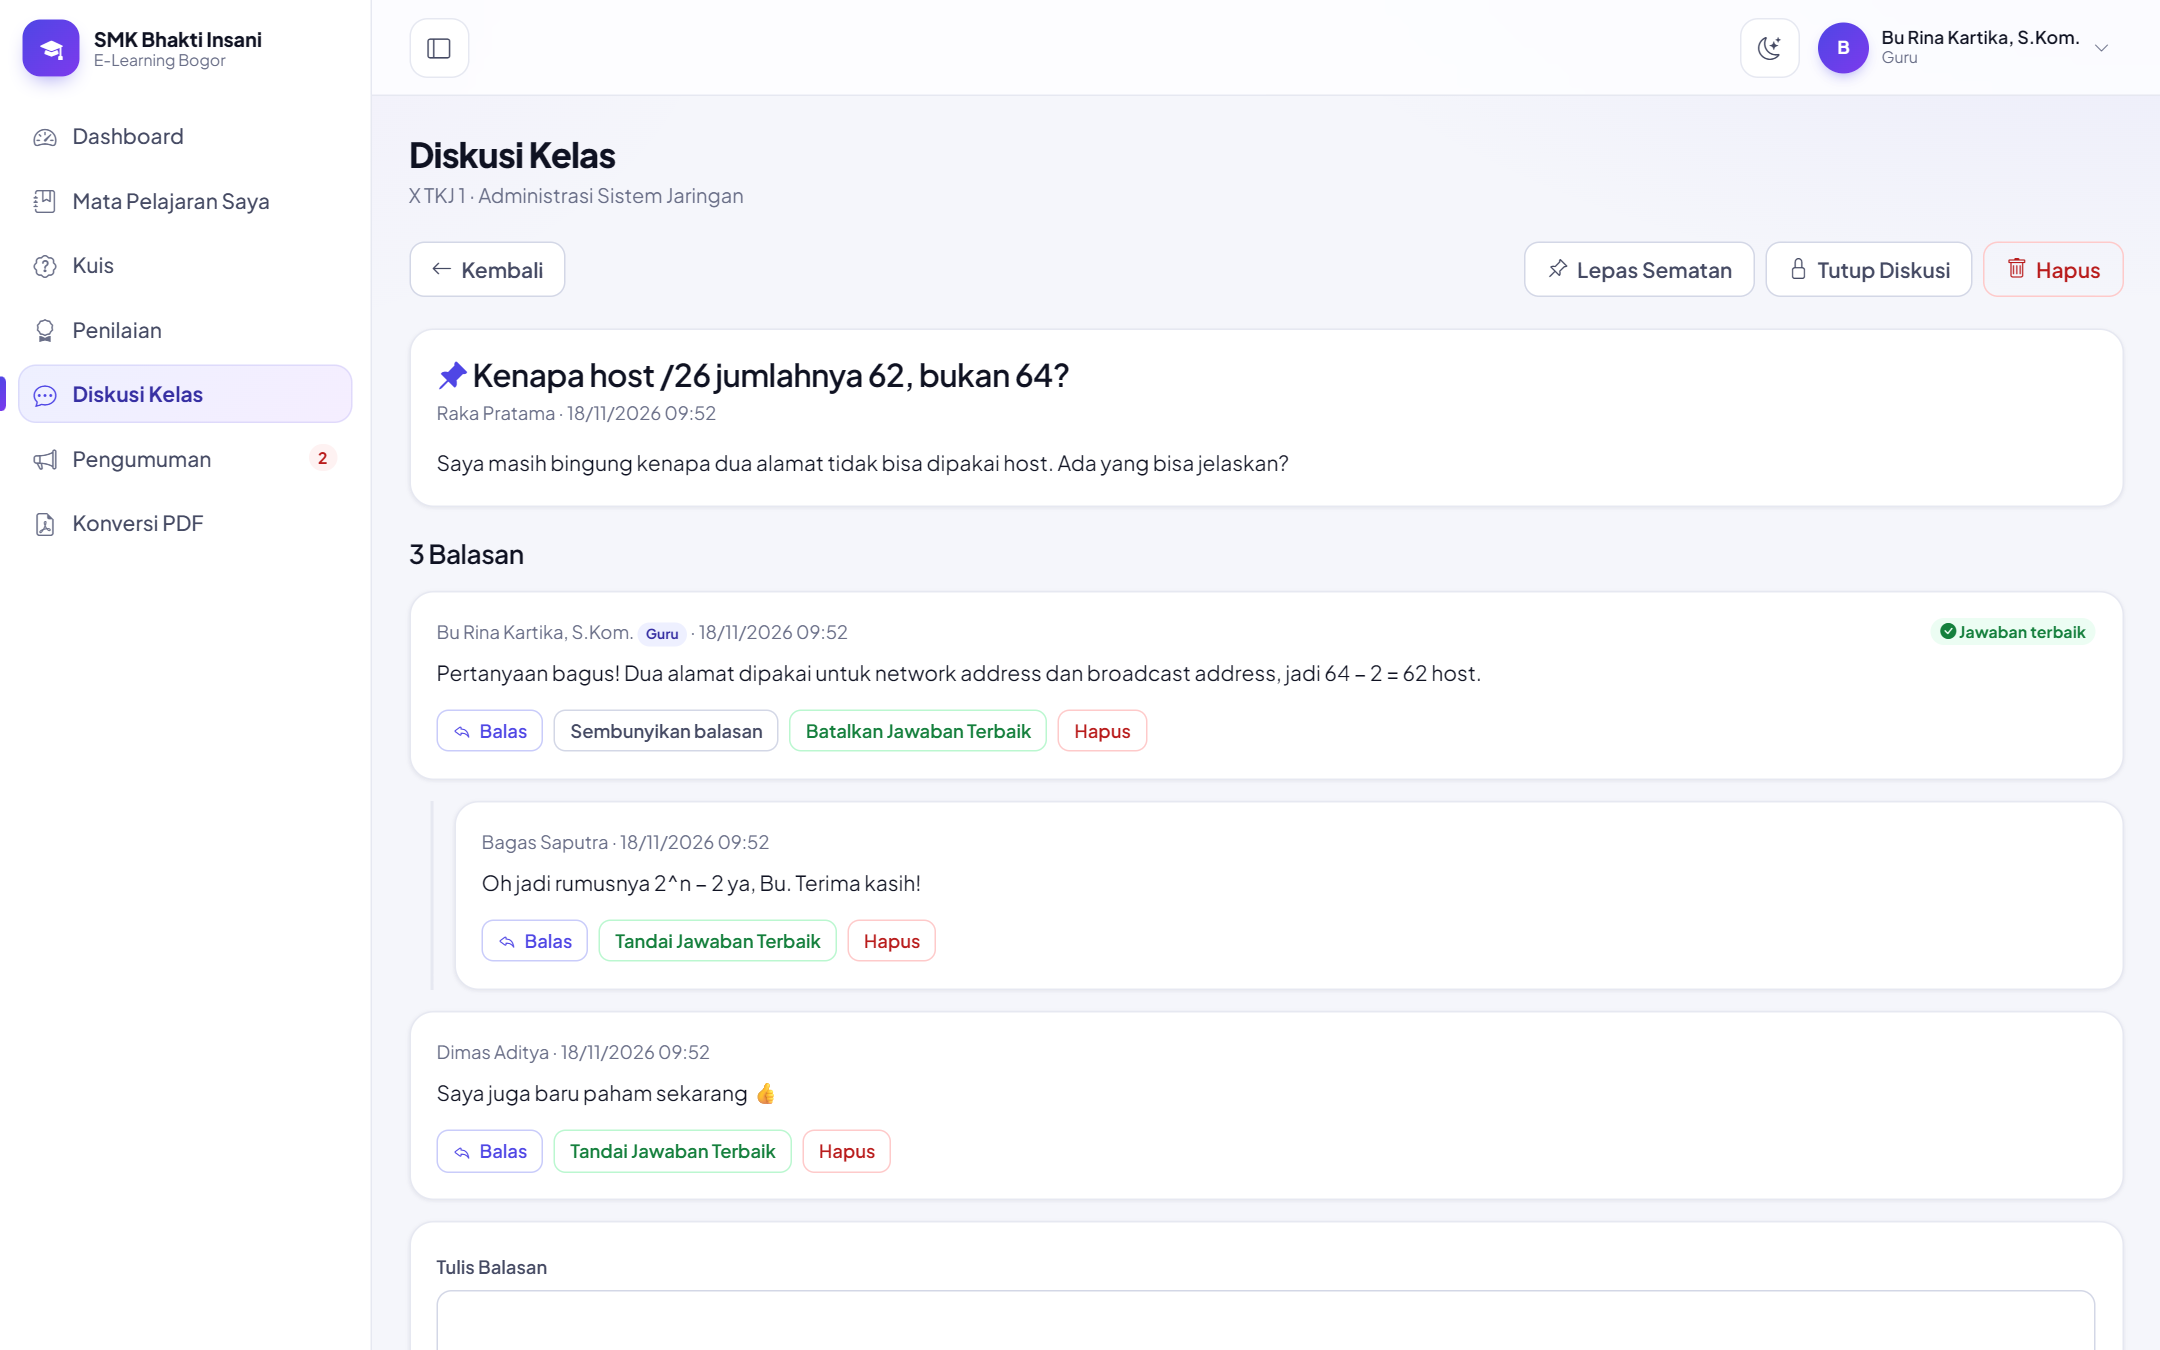 SMK Bhakti Insani
E-Learning Bogor
Dashboard
Mata Pelajaran Saya
Kuis
Penilaian
Diskusi Kelas
Pengumuman 2
Konversi PDF
B
Bu Rina Kartika, S.Kom.
Guru
Diskusi Kelas
X TKJ 1 · Administrasi Sistem Jaringan
Kembali
Lepas Sematan
Tutup Diskusi
Hapus
Kenapa host /26 jumlahnya 62, bukan 64?
Raka Pratama · 18/11/2026 09:52
Saya masih bingung kenapa dua alamat tidak bisa dipakai host. Ada yang bisa jelaskan?
3 Balasan
Bu Rina Kartika, S.Kom. Guru · 18/11/2026 09:52
Jawaban terbaik
Pertanyaan bagus! Dua alamat dipakai untuk network address dan broadcast address, jadi 64 – 2 = 62 host.
Balas
Sembunyikan balasan
Batalkan Jawaban Terbaik
Hapus
Bagas Saputra · 18/11/2026 09:52
Oh jadi rumusnya 2^n – 2 ya, Bu. Terima kasih!
Balas
Tandai Jawaban Terbaik
Hapus
Dimas Aditya · 18/11/2026 09:52
Saya juga baru paham sekarang 👍
Balas
Tandai Jawaban Terbaik
Hapus
Tulis Balasan